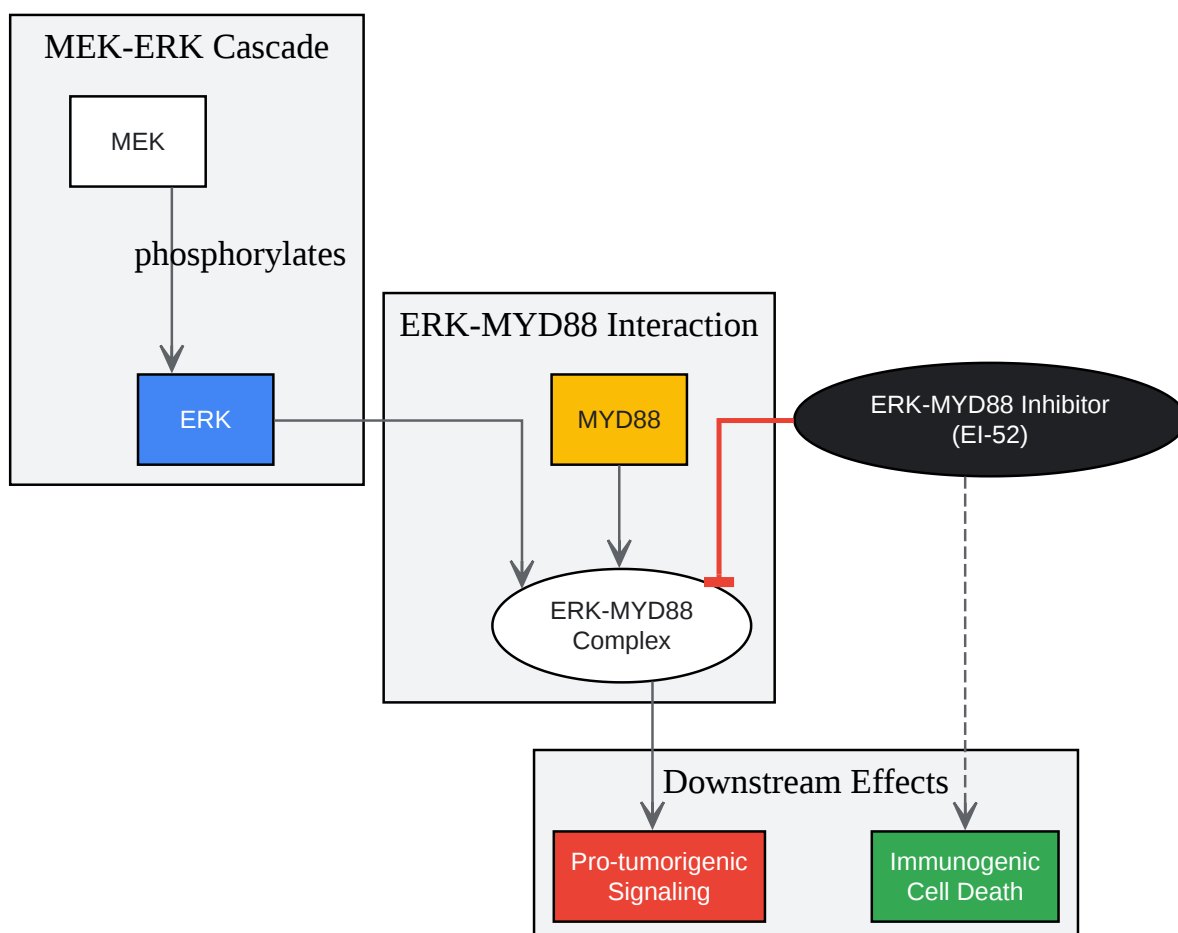 MEK-ERK Cascade
MEK
phosphorylates
ERK
ERK-MYD88 Interaction
MYD88
ERK-MYD88 Inhibitor
(EI-52)
ERK-MYD88
Complex
Downstream Effects
Pro-tumorigenic
Signaling
Immunogenic
Cell Death